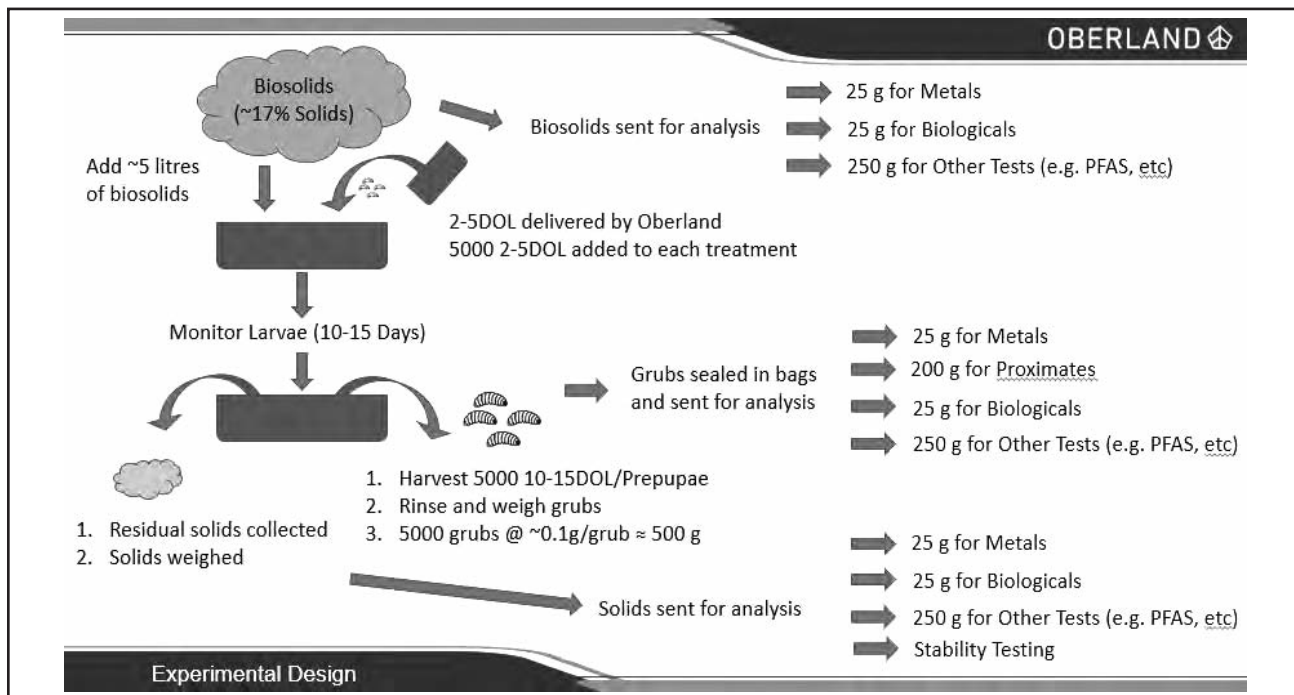 OBERLAND
Biosolids
(~17% Solids)
Biosolids sent for analysis
25 g for Metals
25 g for Biologicals
250 g for Other Tests (e.g. PFAS, etc)
Add ~5 litres
of biosolids
2-5DOL delivered by Oberland
5000 2-5DOL added to each treatment
Monitor Larvae (10-15 Days)
Grubs sealed in bags
and sent for analysis
25 g for Metals
200 g for Proximates
25 g for Biologicals
250 g for Other Tests (e.g. PFAS, etc)
1. Harvest 5000 10-15DOL/Prepupae
2. Rinse and weigh grubs
3. 5000 grubs @ ~0.1g/grub ≈ 500 g
1. Residual solids collected
2. Solids weighed
Solids sent for analysis
25 g for Metals
25 g for Biologicals
250 g for Other Tests (e.g. PFAS, etc)
Stability Testing
Experimental Design